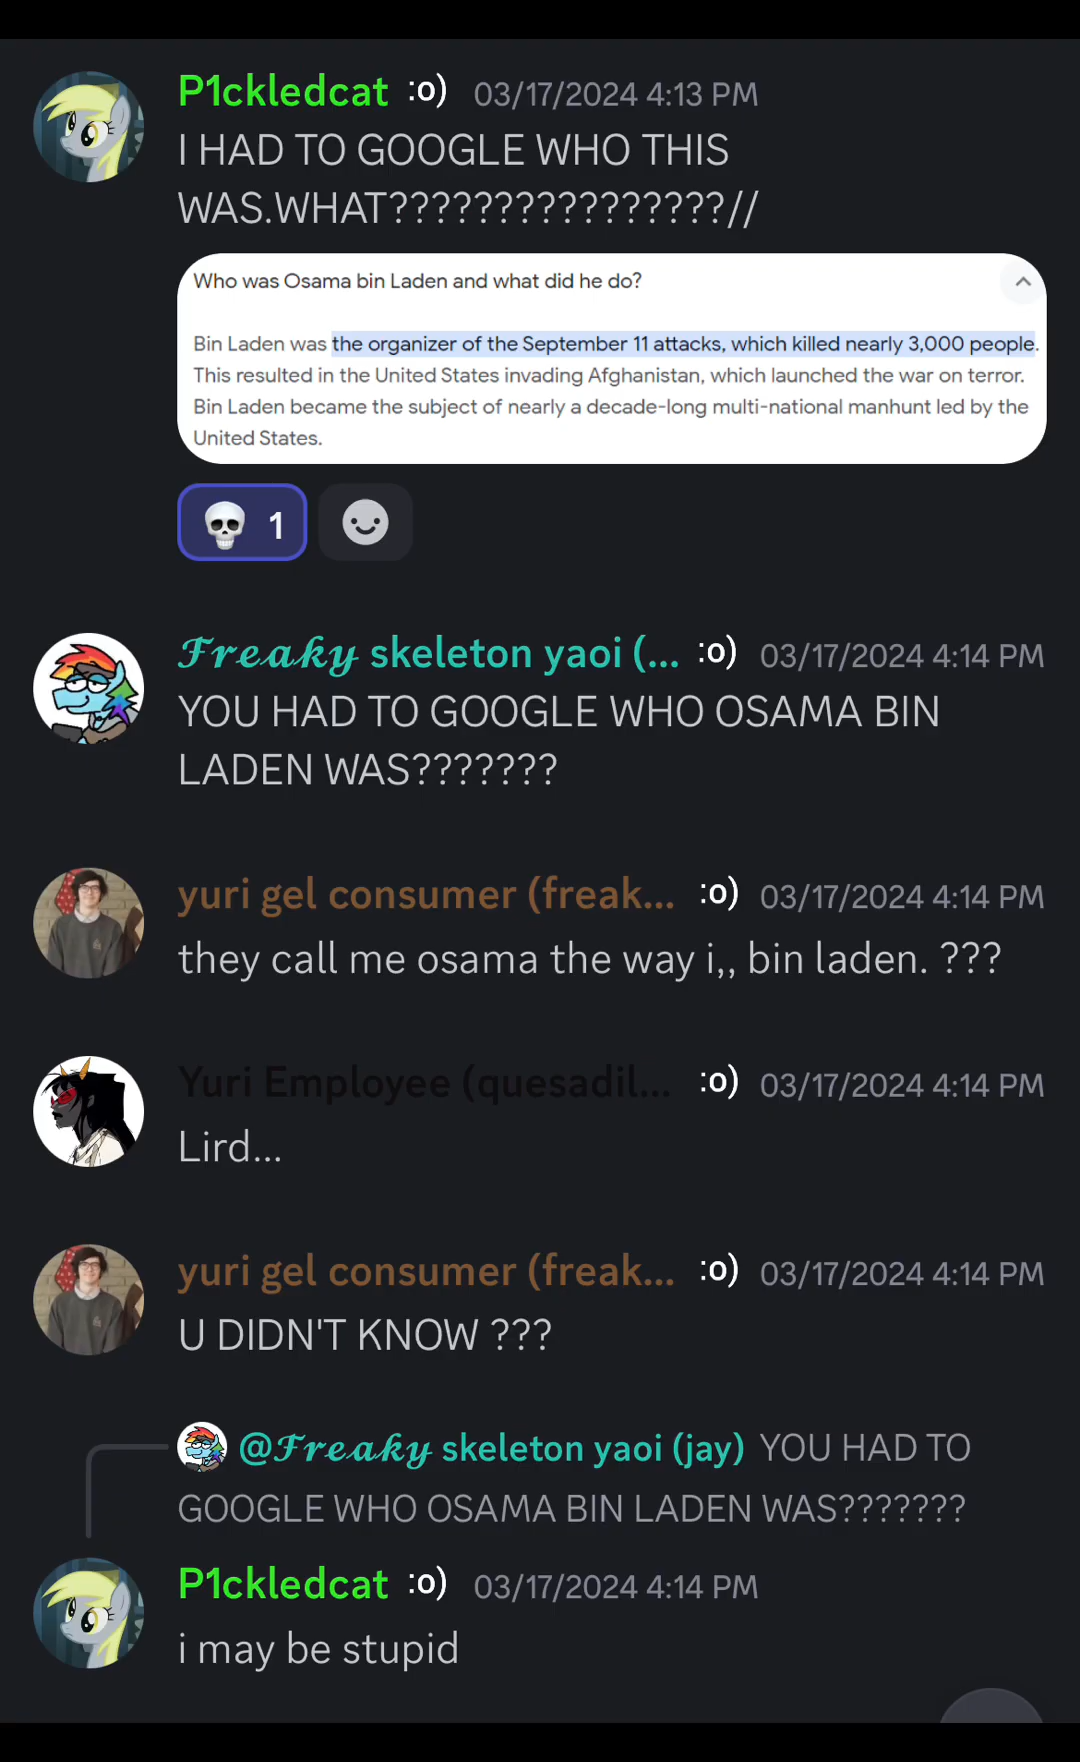 P1ckledcat :o) 03/17/2024 4:13 PM
I HAD TO GOOGLE WHO THIS
WAS.WHAT????????????????//
Who was Osama bin Laden and what did he do?
Bin Laden was the organizer of the September 11 attacks, which killed nearly 3,000 people.
This resulted in the United States invading Afghanistan, which launched the war on terror.
Bin Laden became the subject of nearly a decade-long multi-national manhunt led by the
United States.
💀 1
𝓕𝓻𝓮𝓪𝓴𝔂 skeleton yaoi (... :o) 03/17/2024 4:14 PM
YOU HAD TO GOOGLE WHO OSAMA BIN
LADEN WAS???????
yuri gel consumer (freak... :o) 03/17/2024 4:14 PM
they call me osama the way i,, bin laden. ???
Yuri Employee (quesadil... :o) 03/17/2024 4:14 PM
Lird...
yuri gel consumer (freak... :o) 03/17/2024 4:14 PM
U DIDN'T KNOW ???
@𝓕𝓻𝓮𝓪𝓴𝔂 skeleton yaoi (jay) YOU HAD TO
GOOGLE WHO OSAMA BIN LADEN WAS???????
P1ckledcat :o) 03/17/2024 4:14 PM
i may be stupid